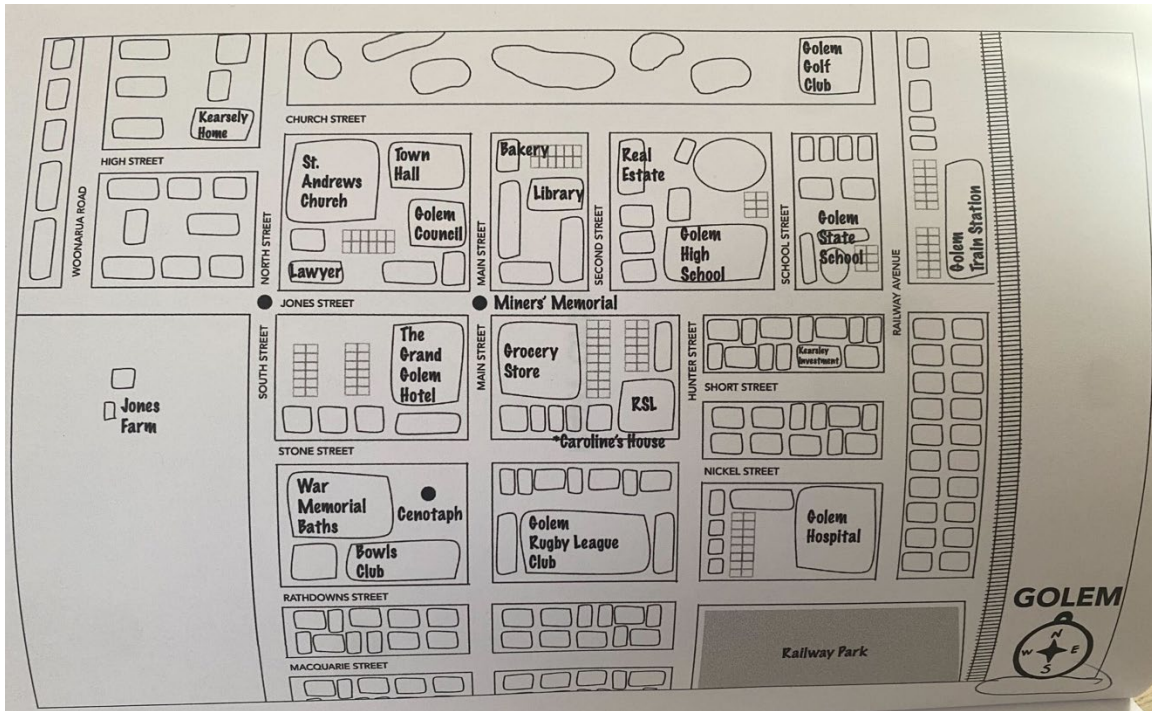 Golem
Golf
Club
Kearsely
Home
CHURCH STREET
HIGH STREET
WOONARUA ROAD
NORTH STREET
St.
Andrews
Church
Town
Hall
Golem
Council
Lawyer
MAIN STREET
Bakery
Library
SECOND STREET
Real
Estate
Golem
High
School
SCHOOL STREET
Golem
State
School
RAILWAY AVENUE
Golem
Train Station
JONES STREET
Miners' Memorial
SOUTH STREET
The
Grand
Golem
Hotel
MAIN STREET
Grocery
Store
RSL
HUNTER STREET
Kearsley
Investment
SHORT STREET
Jones
Farm
*Caroline's House
STONE STREET
NICKEL STREET
War
Memorial
Baths
Cenotaph
Bowls
Club
Golem
Rugby League
Club
Golem
Hospital
RATHDOWNS STREET
MACQUARIE STREET
Railway Park
GOLEM
N
W
E
S